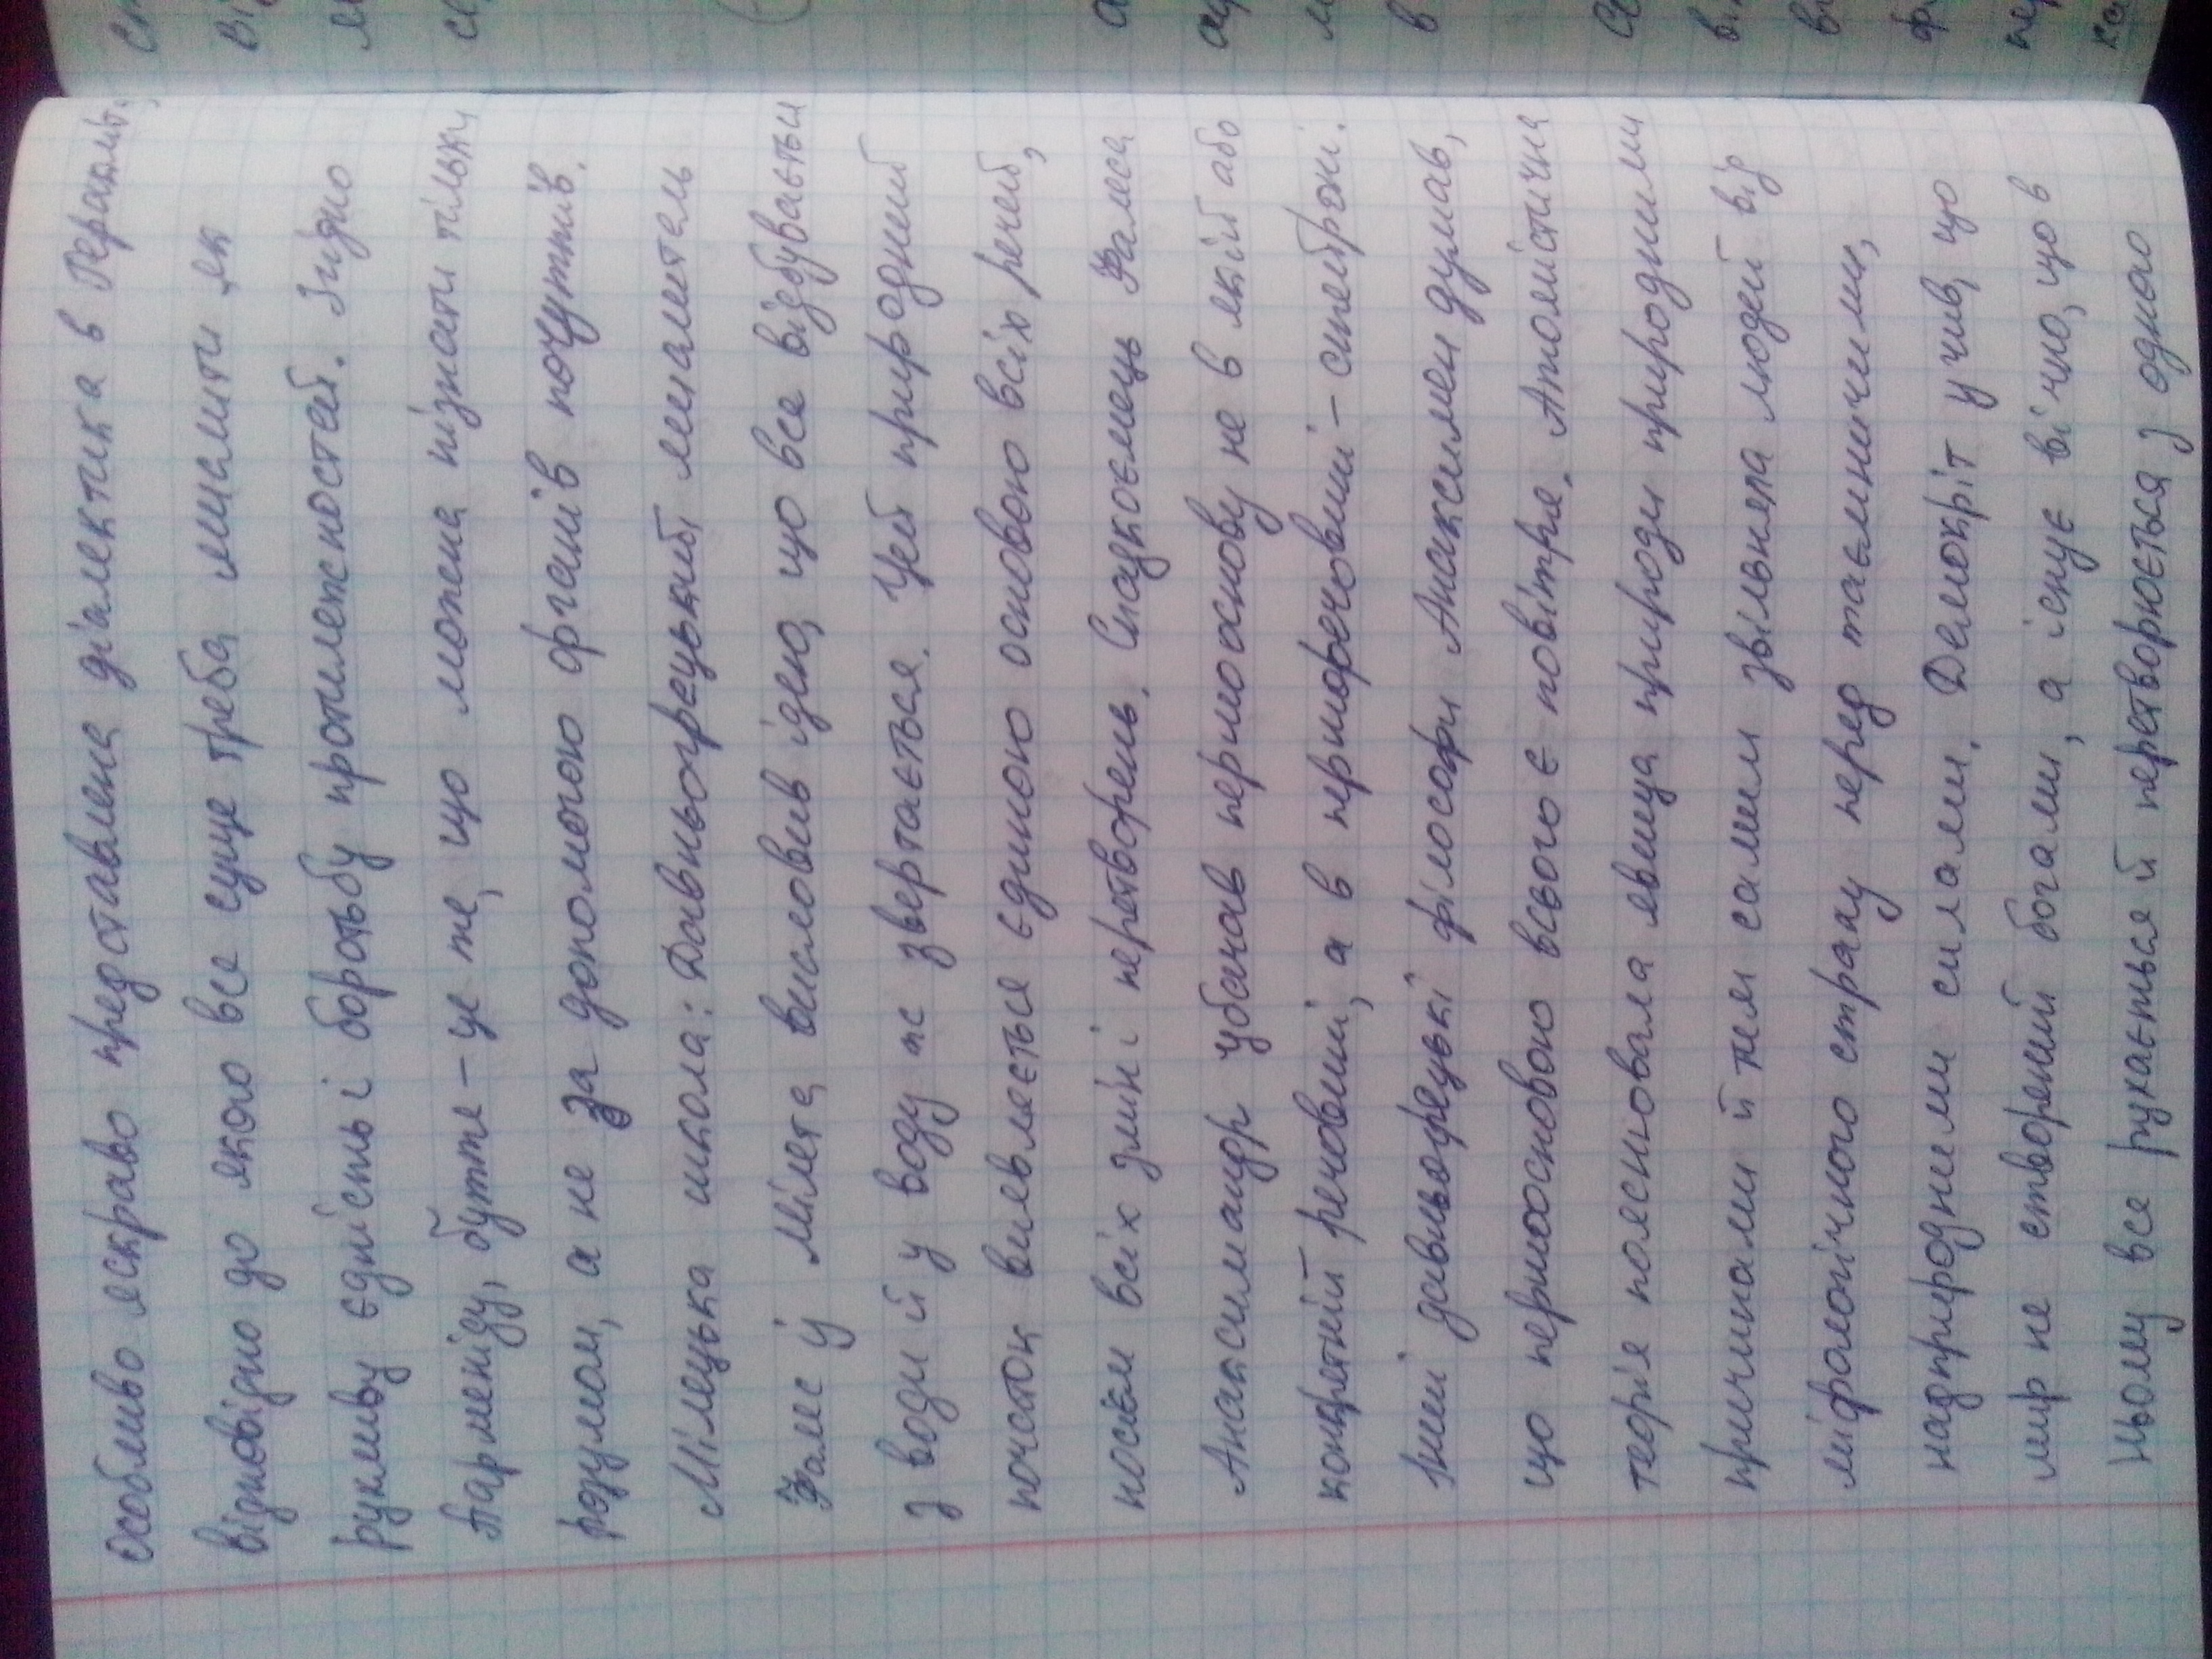 особливо яскраво представлена діалектика в Геракліта,
відповідно до якого все суще треба мислити як
рухливу єдність і боротьбу протилежностей. Згідно
Парменіду, буття – це те, що можна пізнати тільки
розумом, а не за допомогою органів почуттів.
Мілецька школа: Давньогрецький мислитель
Фалес із Мілета висловив ідею, що все відбувається
з води й у воду ж звертається. Цей природний
початок виявляється єдиною основою всіх речей,
носієм всіх змін і перетворень. Спадкоємець Фалеса
Анаксимандр убачав першооснову не в якій або
конкретній речовині, а в першоречовині –
Інші давньогрецькі філософи Анаксимен думав,
що першоосновою всього є повітря. Атомістична
теорія пояснювала явища природи природними
причинами й тем самим звільняла людей від
міфологічного страху перед таємничими,
надприродними силами. Демокріт учив, що
мир не створений богами, а існує вічно, що в
ньому все рухається й перетворюється з одного